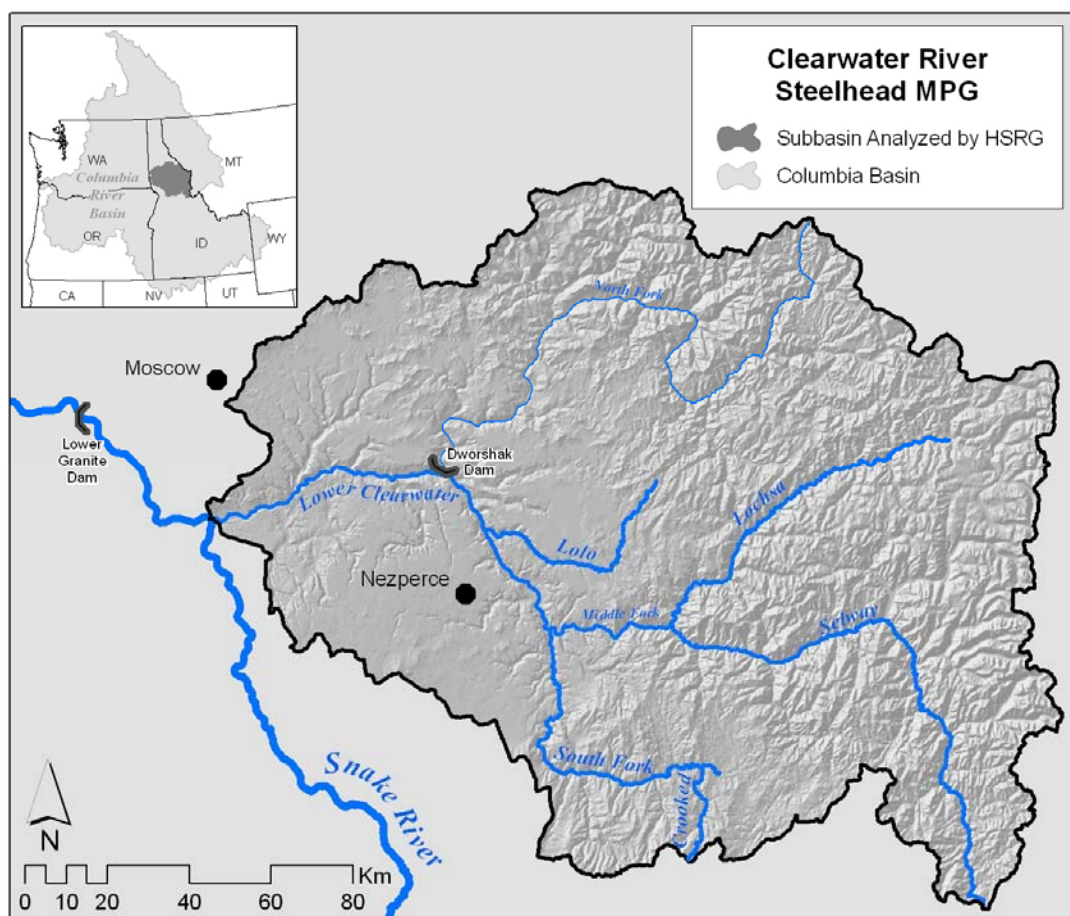 Clearwater River
Steelhead MPG
Subbasin Analyzed by HSRG
Columbia Basin
WA
MT
Columbia
River
Basin
OR
ID
WY
CA
NV
UT
North Fork
Moscow
Lower
Granite
Dam
Dworshak
Dam
Lower Clearwater
Lochsa
Lolo
Nezperce
Middle Fork
Selway
South Fork
Crooked
Snake River
N
Km
0 10 20 40 60 80